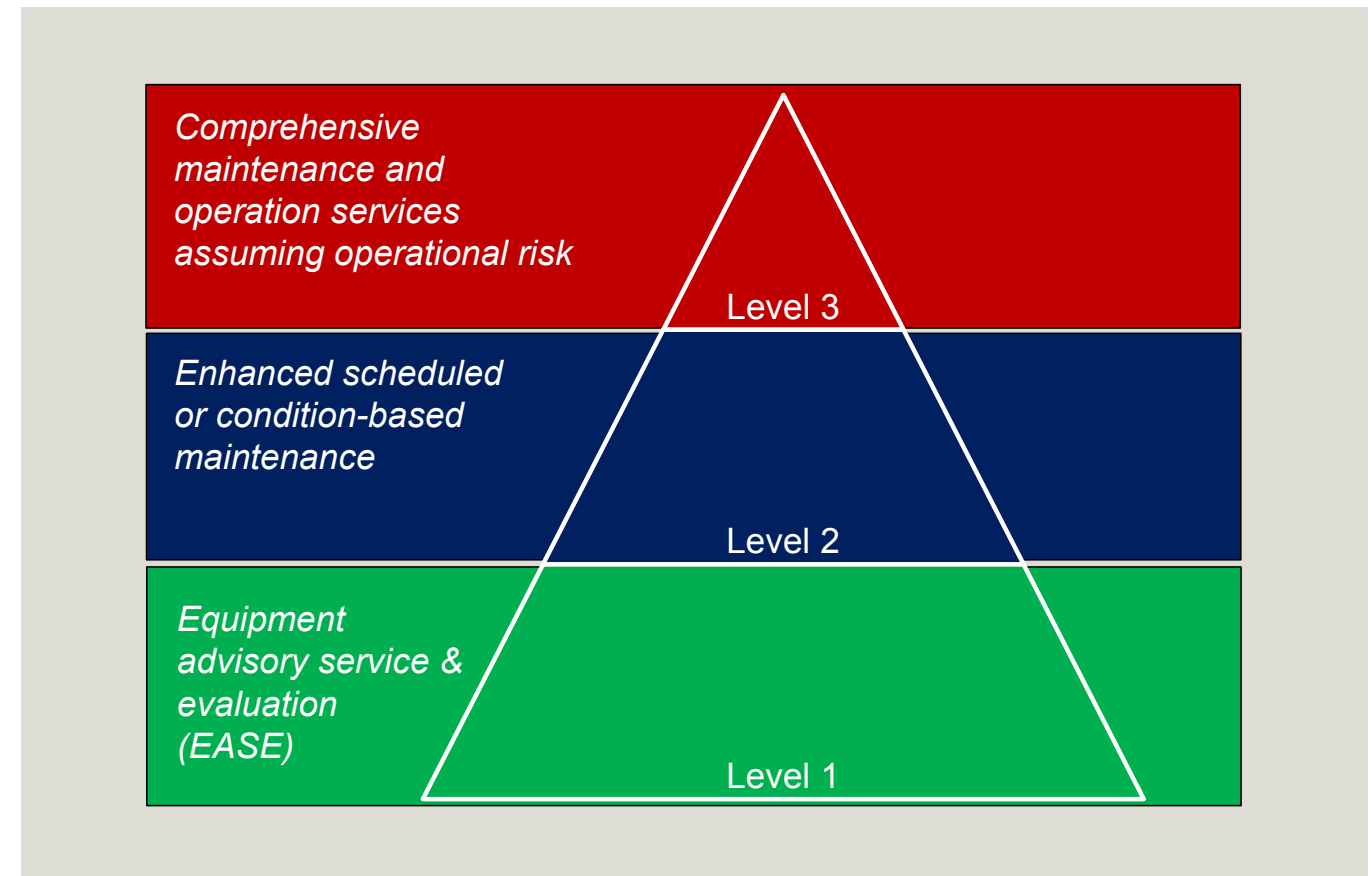 Comprehensive
maintenance and
operation services
assuming operational risk
Level 3
Enhanced scheduled
or condition-based
maintenance
Level 2
Equipment
advisory service &
evaluation
(EASE)
Level 1